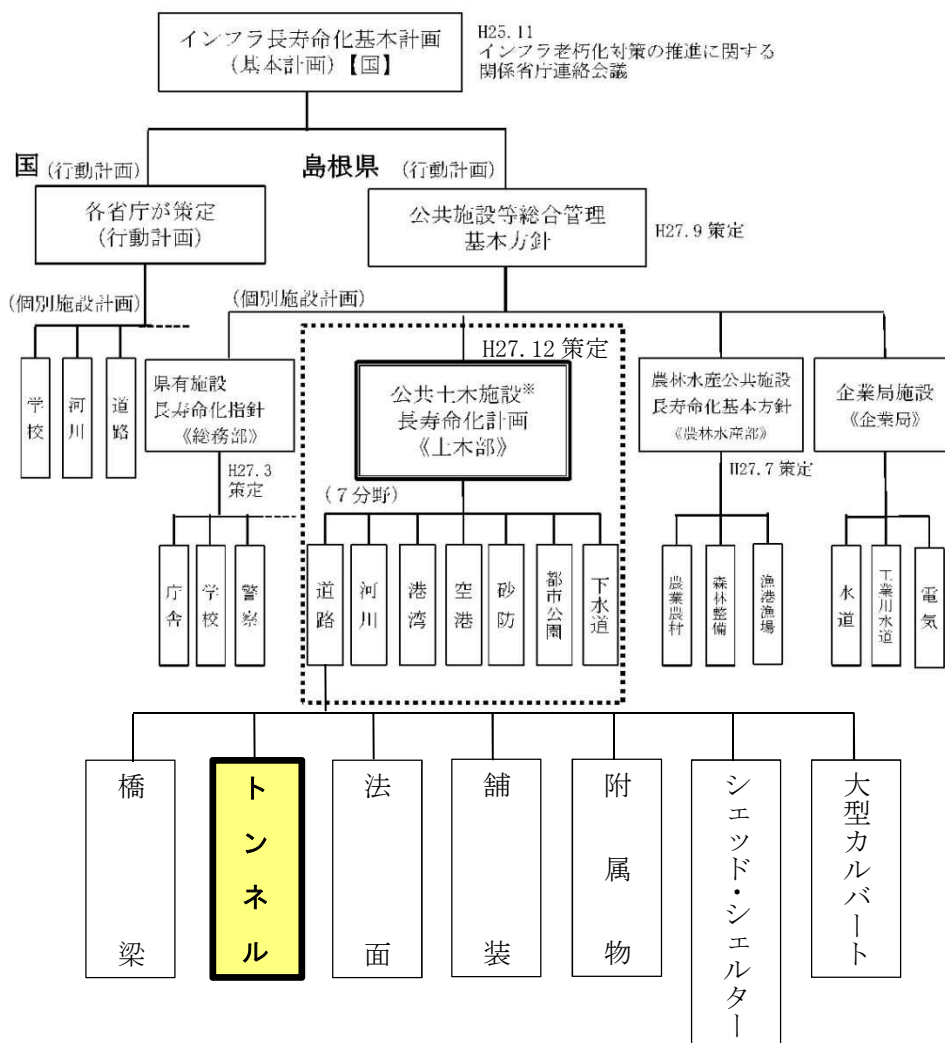 インフラ長寿命化基本計画
(基本計画)【国】
H25.11
インフラ老朽化対策の推進に関する
関係省庁連絡会議
国 (行動計画)
島根県 (行動計画)
各省庁が策定
(行動計画)
公共施設等総合管理
基本方針
H27.9 策定
(個別施設計画)
(個別施設計画)
学校
河川
道路
県有施設
長寿命化指針
《総務部》
H27.3
策定
庁舎
学校
警察
H27.12 策定
公共土木施設※
長寿命化計画
《土木部》
(7分野)
道路
河川
港湾
空港
砂防
都市公園
下水道
農林水産公共施設
長寿命化基本方針
《農林水産部》
H27.7 策定
農業農村
森林整備
漁港漁場
企業局施設
《企業局》
水道
工業用水道
電気
橋梁
トンネル
法面
舗装
附属物
シェッド・シェルター
大型カルバート